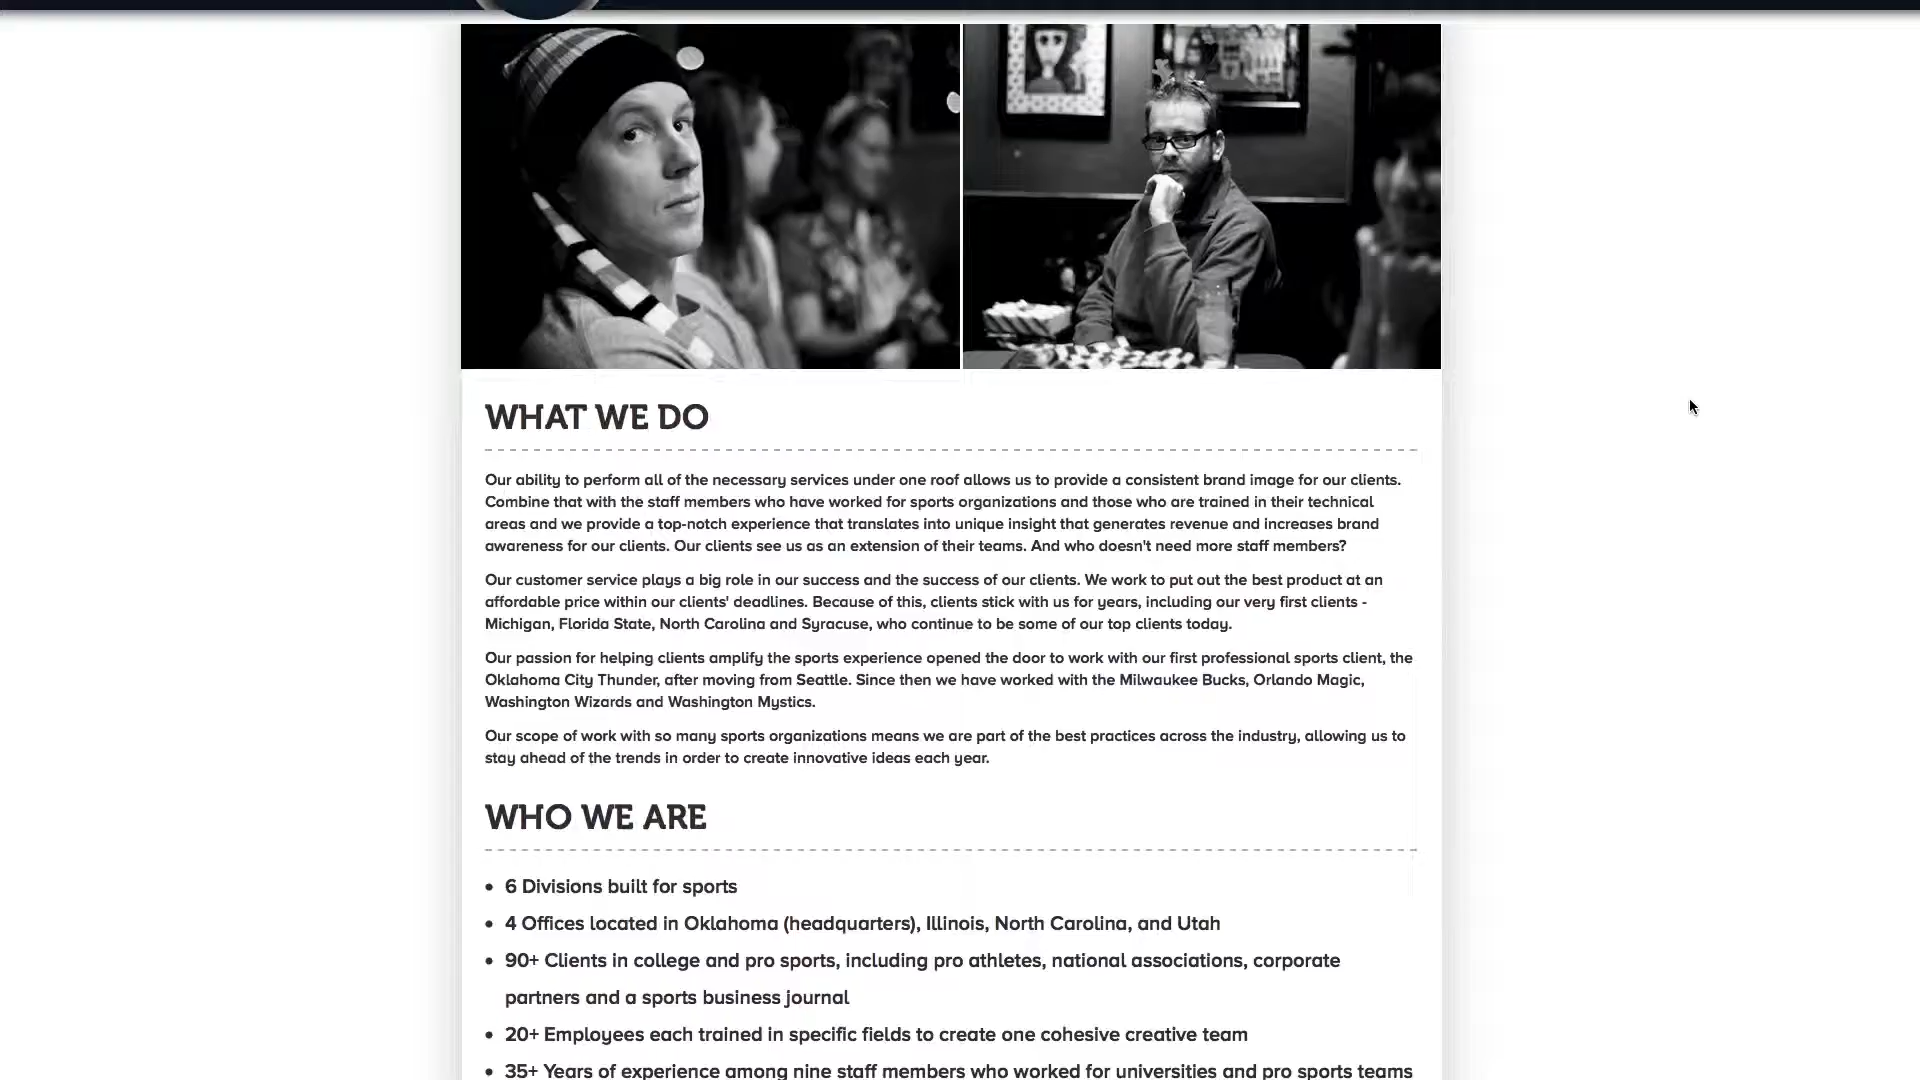 WHAT WE DO
Our ability to perform all of the necessary services under one roof allows us to provide a consistent brand image for our clients.
Combine that with the staff members who have worked for sports organizations and those who are trained in their technical
areas and we provide a top-notch experience that translates into unique insight that generates revenue and increases brand
awareness for our clients. Our clients see us as an extension of their teams. And who doesn't need more staff members?
Our customer service plays a big role in our success and the success of our clients. We work to put out the best product at an
affordable price within our clients' deadlines. Because of this, clients stick with us for years, including our very first clients -
Michigan, Florida State, North Carolina and Syracuse, who continue to be some of our top clients today.
Our passion for helping clients amplify the sports experience opened the door to work with our first professional sports client, the
Oklahoma City Thunder, after moving from Seattle. Since then we have worked with the Milwaukee Bucks, Orlando Magic,
Washington Wizards and Washington Mystics.
Our scope of work with so many sports organizations means we are part of the best practices across the industry, allowing us to
stay ahead of the trends in order to create innovative ideas each year.
WHO WE ARE
• 6 Divisions built for sports
• 4 Offices located in Oklahoma (headquarters), Illinois, North Carolina, and Utah
• 90+ Clients in college and pro sports, including pro athletes, national associations, corporate
partners and a sports business journal
• 20+ Employees each trained in specific fields to create one cohesive creative team
• 35+ Years of experience among nine staff members who worked for universities and pro sports teams